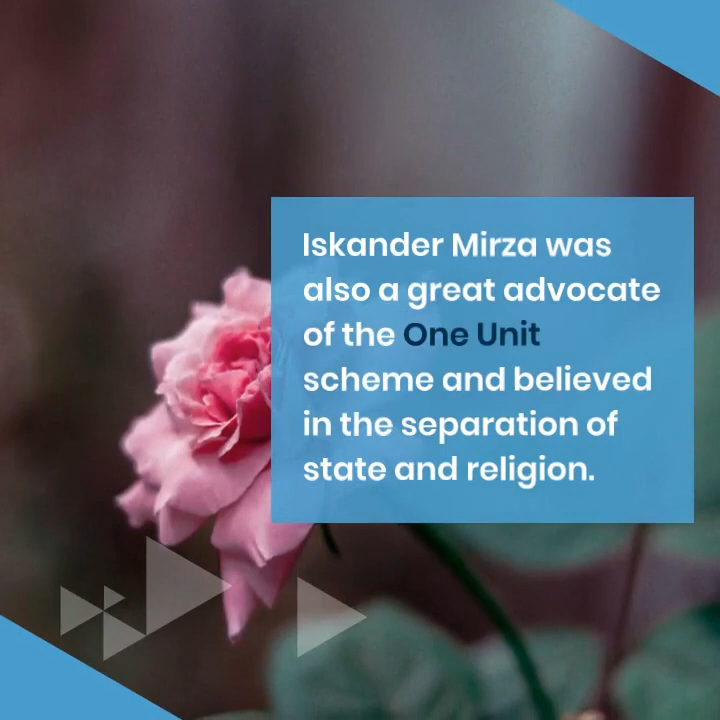 Iskander Mirza was
also a great advocate
of the One Unit
scheme and believed
in the separation of
state and religion.